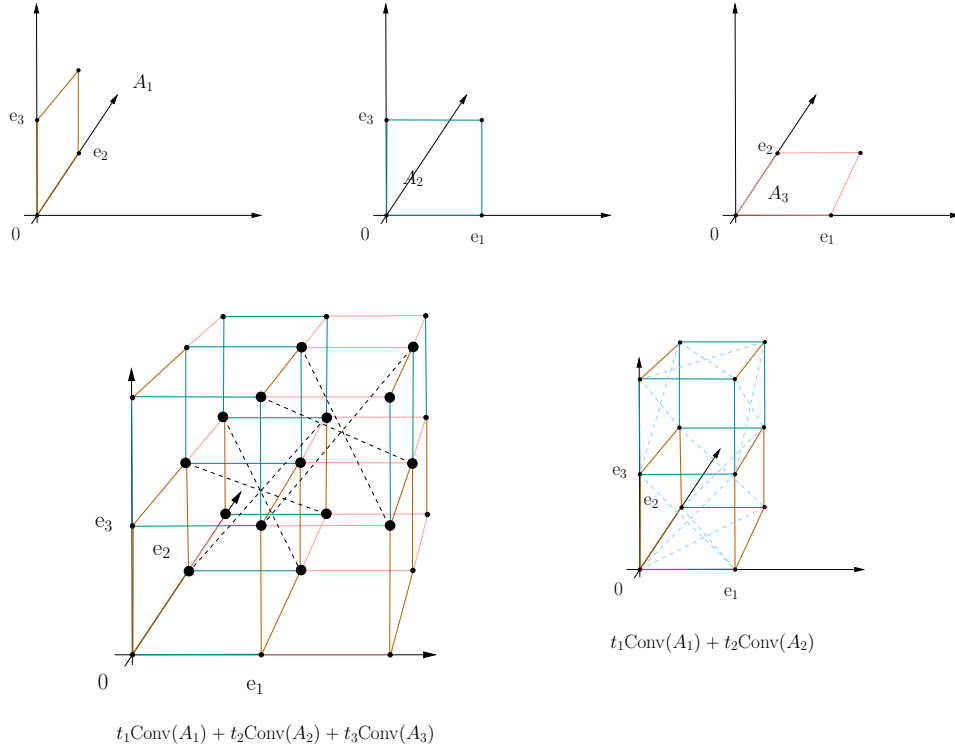 A₁
e₃
e₂
0
e₃
A₂
0
e₁
e₂
A₃
0
e₁
e₃
e₂
0
e₁
t₁Conv(A₁) + t₂Conv(A₂) + t₃Conv(A₃)
e₃
e₂
0
e₁
t₁Conv(A₁) + t₂Conv(A₂)